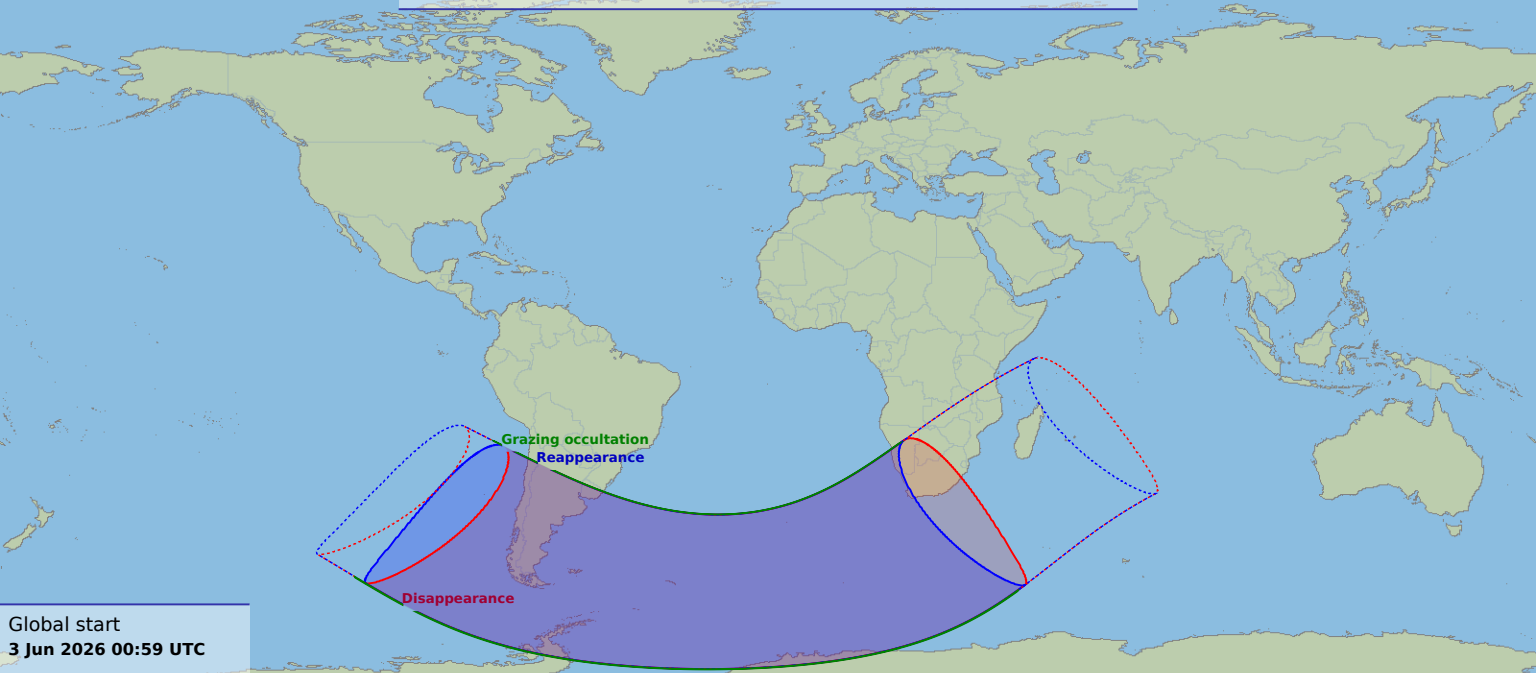 Grazing occultation
Reappearance
Disappearance
Global start
3 Jun 2026 00:59 UTC